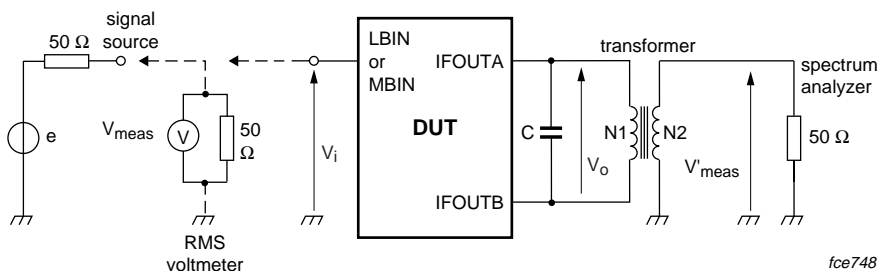 signal
source
50 Ω
e
V meas
V
50
Ω
RMS
voltmeter
Vi
LBIN
or
MBIN
DUT
IFOUTA
IFOUTB
C
Vo
transformer
N1
N2
V'meas
spectrum
analyzer
50 Ω
fce748